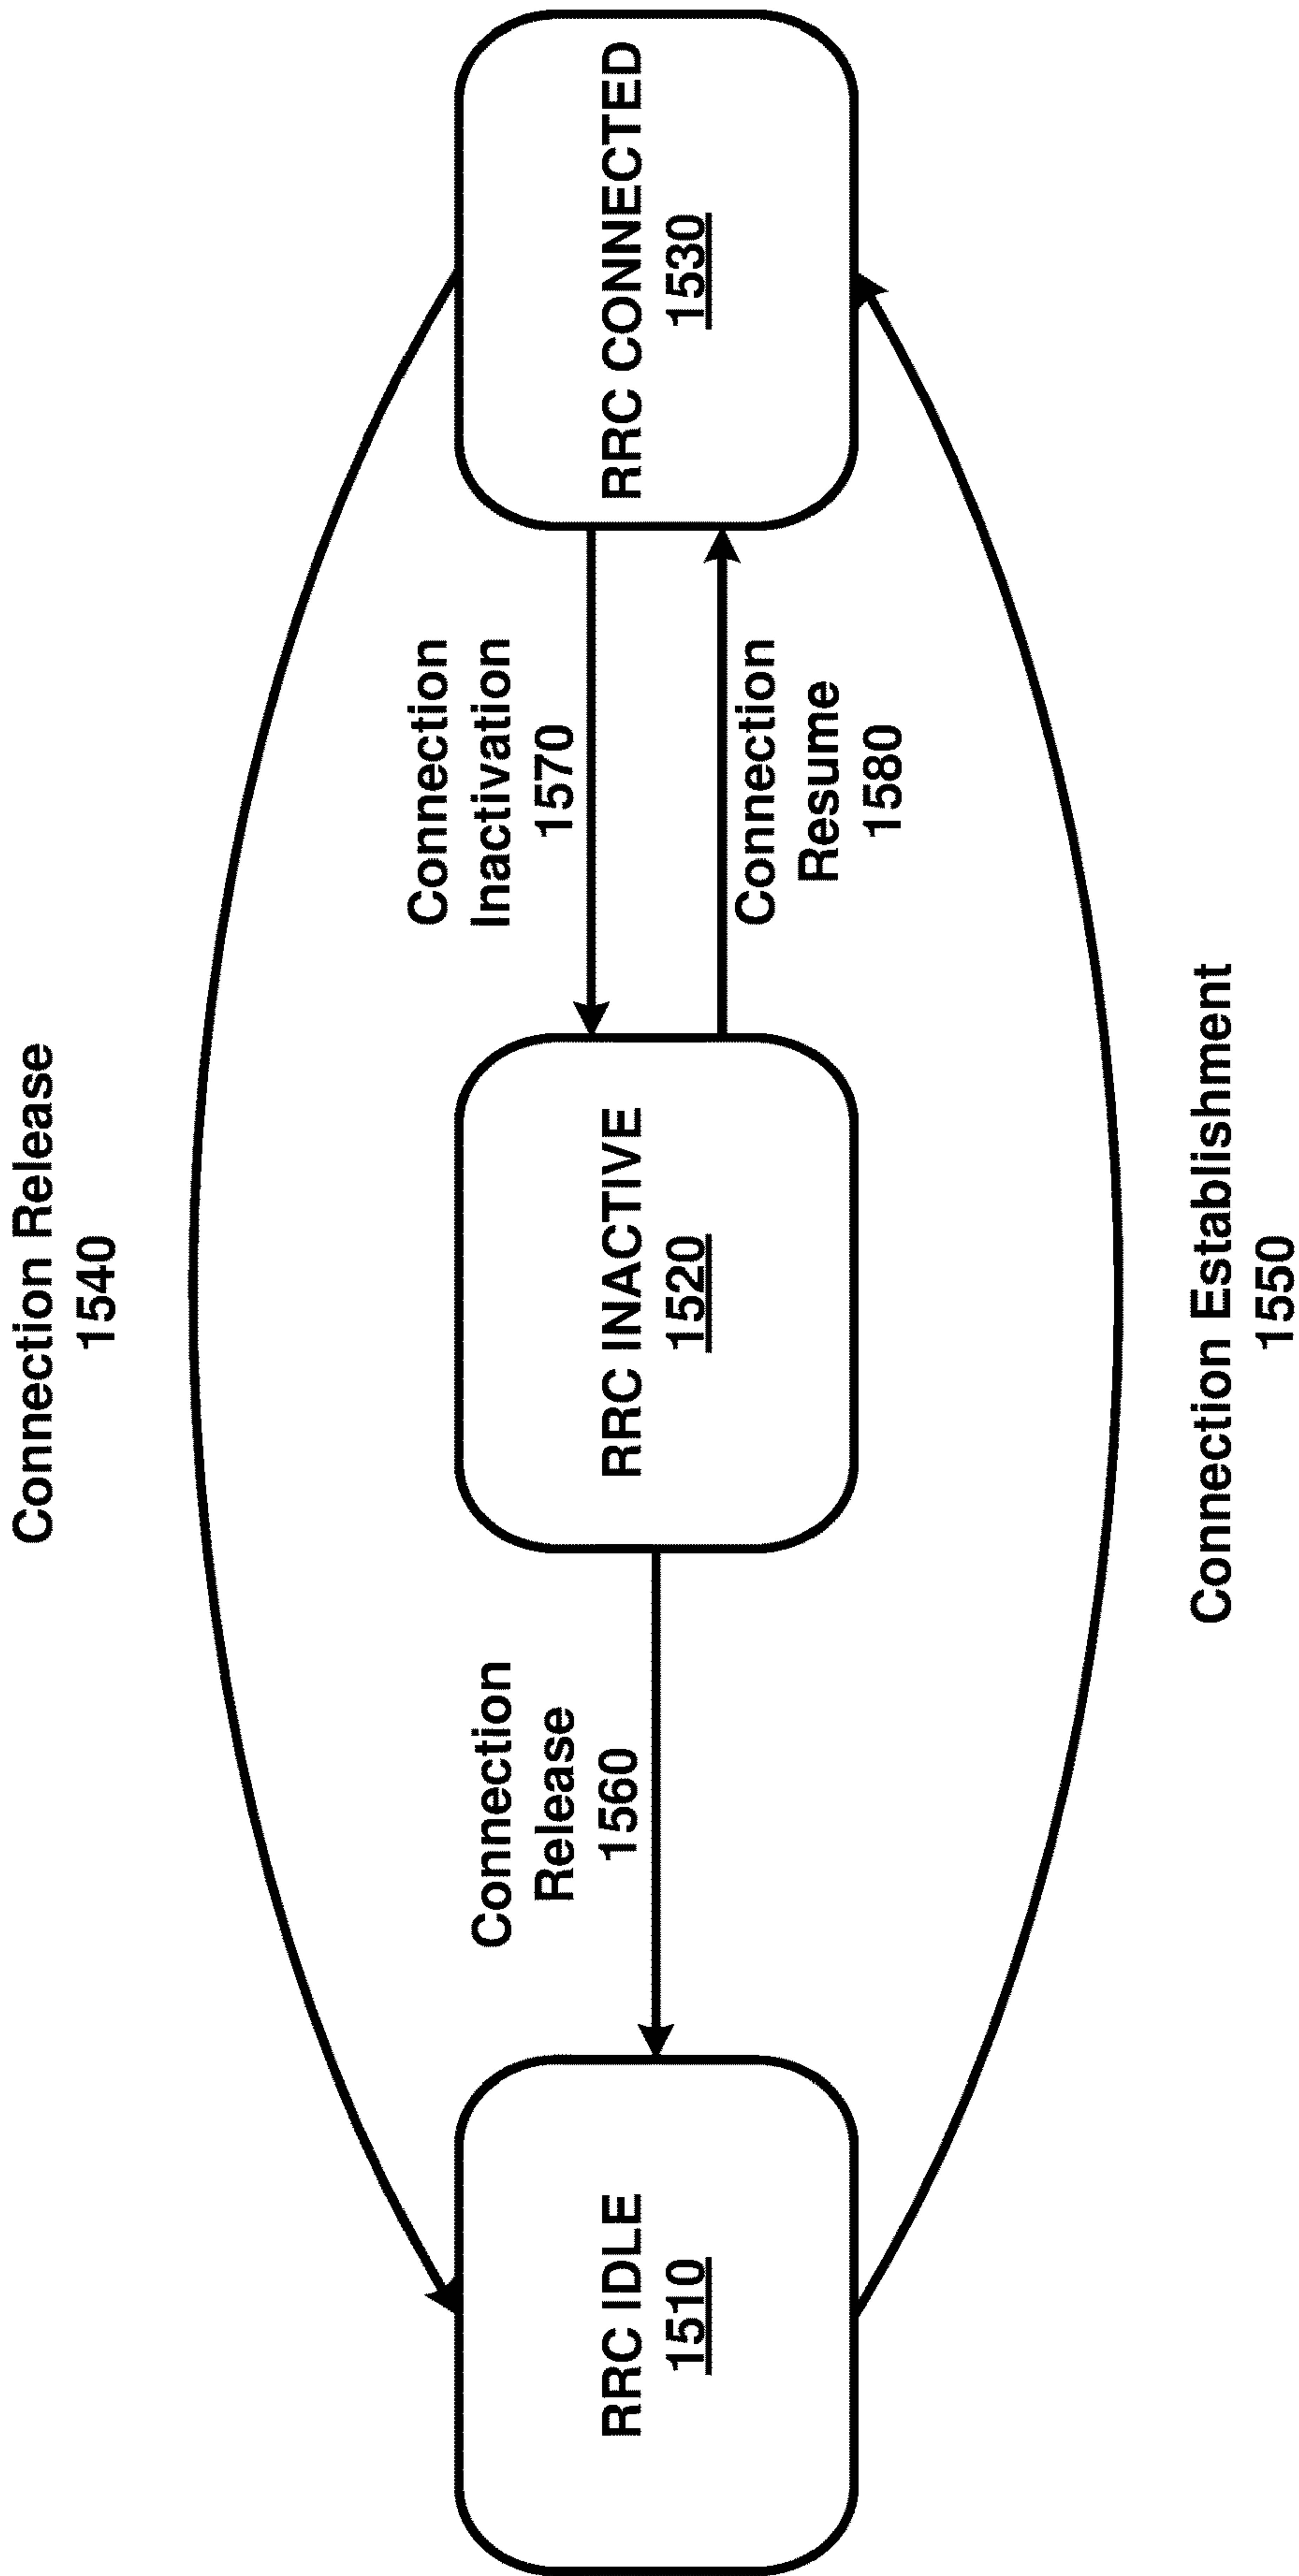 Connection Release
1540
RRC IDLE
1510
Connection
Release
1560
RRC INACTIVE
1520
Connection
Inactivation
1570
Connection
Resume
1580
RRC CONNECTED
1530
Connection Establishment
1550